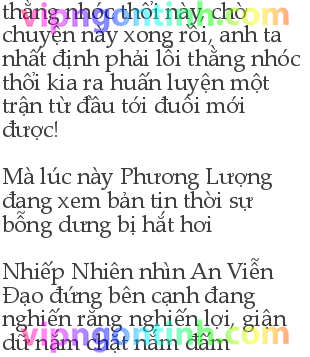 thằng nhóc thổi này chờ
chuyện này xong rồi, anh ta
nhất định phải lôi thằng nhóc
thổi kia ra huấn luyện một
trận từ đầu tới đuôi mới
được!
Mà lúc này Phương Lượng
đang xem bản tin thời sự
bỗng dưng bị hắt hơi
Nhiếp Nhiên nhìn An Viễn
Đạo đứng bên cạnh đang
nghiến răng nghiến lợi, giận
dữ nắm chặt nắm đấm
vipngontinh.com
vipngontinh.com